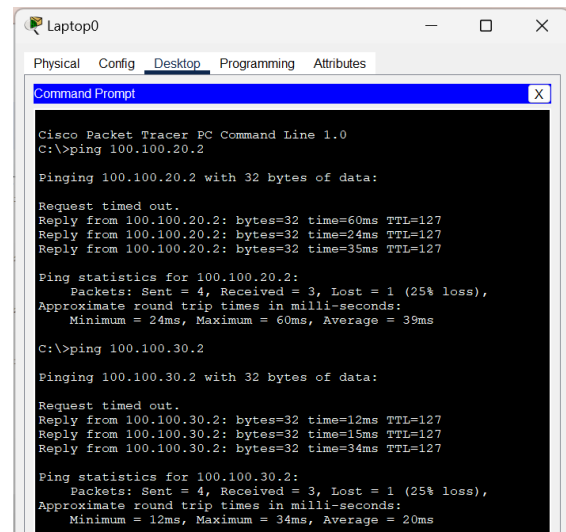 Laptop0
Physical Config Desktop Programming Attributes
Command Prompt
X
Cisco Packet Tracer PC Command Line 1.0
C:\>ping 100.100.20.2
Pinging 100.100.20.2 with 32 bytes of data:
Request timed out.
Reply from 100.100.20.2: bytes=32 time=60ms TTL=127
Reply from 100.100.20.2: bytes=32 time=24ms TTL=127
Reply from 100.100.20.2: bytes=32 time=35ms TTL=127
Ping statistics for 100.100.20.2:
Packets: Sent = 4, Received = 3, Lost = 1 (25% loss),
Approximate round trip times in milli-seconds:
Minimum = 24ms, Maximum = 60ms, Average = 39ms
C:\>ping 100.100.30.2
Pinging 100.100.30.2 with 32 bytes of data:
Request timed out.
Reply from 100.100.30.2: bytes=32 time=12ms TTL=127
Reply from 100.100.30.2: bytes=32 time=15ms TTL=127
Reply from 100.100.30.2: bytes=32 time=34ms TTL=127
Ping statistics for 100.100.30.2:
Packets: Sent = 4, Received = 3, Lost = 1 (25% loss),
Approximate round trip times in milli-seconds:
Minimum = 12ms, Maximum = 34ms, Average = 20ms